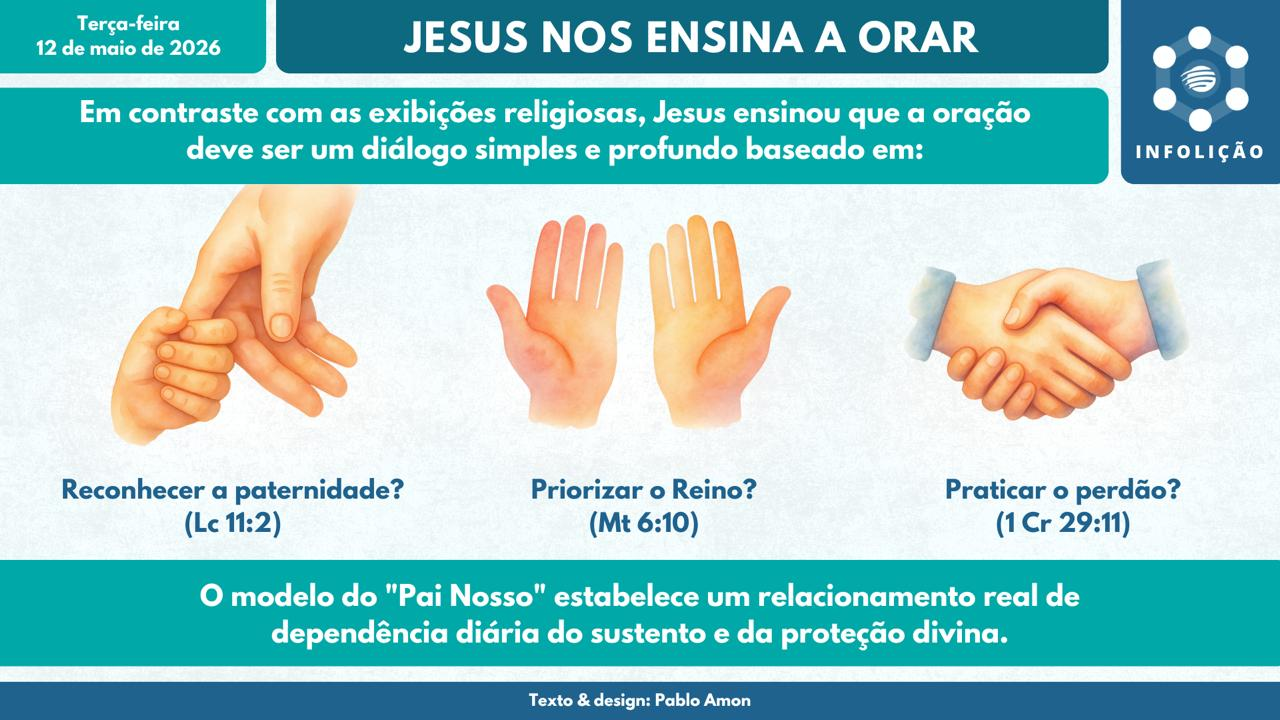 Terça-feira
12 de maio de 2026
JESUS NOS ENSINA A ORAR
INFOLIÇÃO
Em contraste com as exibições religiosas, Jesus ensinou que a oração
deve ser um diálogo simples e profundo baseado em:
Reconhecer a paternidade?
(Lc 11:2)
Priorizar o Reino?
(Mt 6:10)
Praticar o perdão?
(1 Cr 29:11)
O modelo do "Pai Nosso" estabelece um relacionamento real de
dependência diária do sustento e da proteção divina.
Texto & design: Pablo Amon